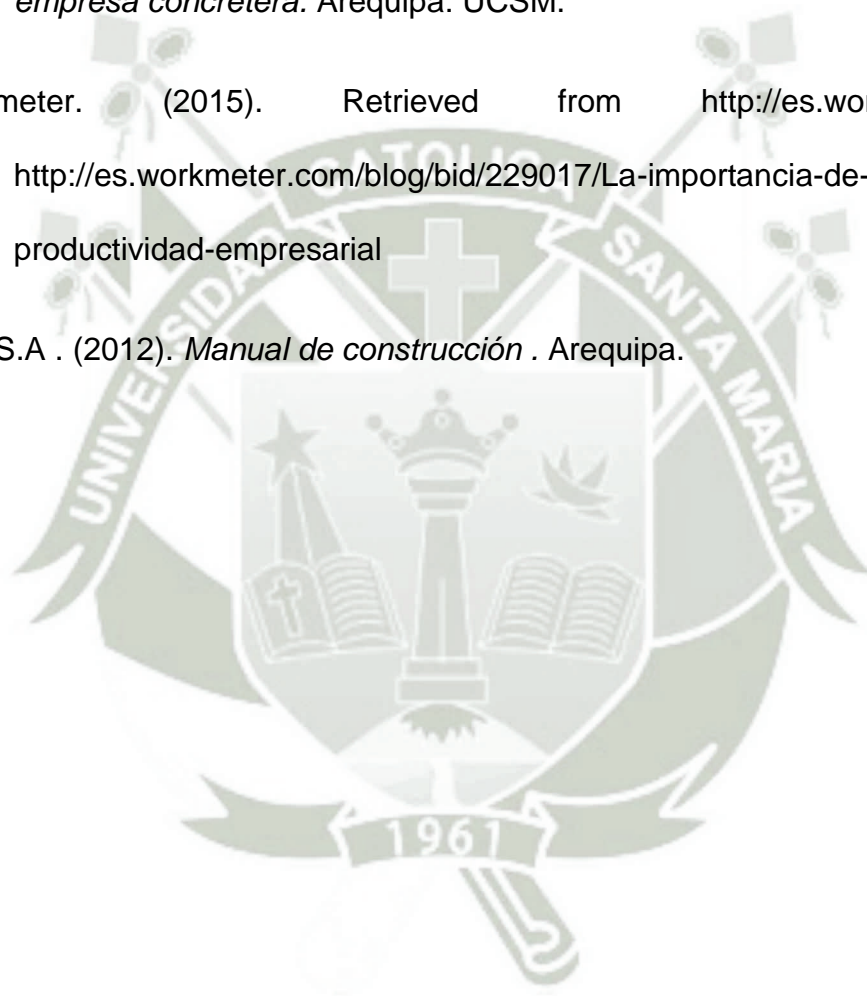 empresa concretera. Arequipa: UCSM.
meter. (2015). Retrieved from http://es.wor
http://es.workmeter.com/blog/bid/229017/La-importancia-de-
productividad-empresarial
S.A . (2012). Manual de construcción . Arequipa.
UNIVERSIDAD CATOLICA SANTA MARIA
1961